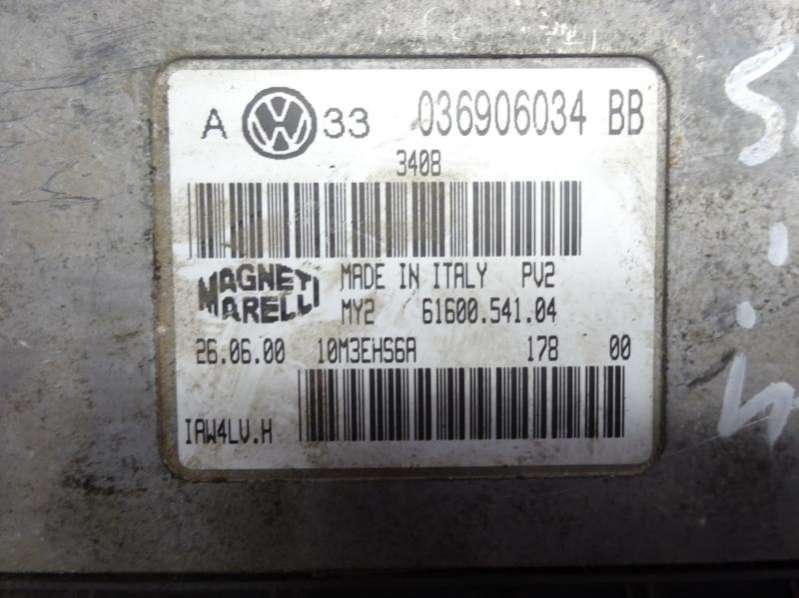 A VW 33 036906034 BB
3408
MAGNETI MARELLI
MADE IN ITALY PV2
MY2 61600.541.04
26.06.00 10M3EHS6A 178 00
IAW4LV.H